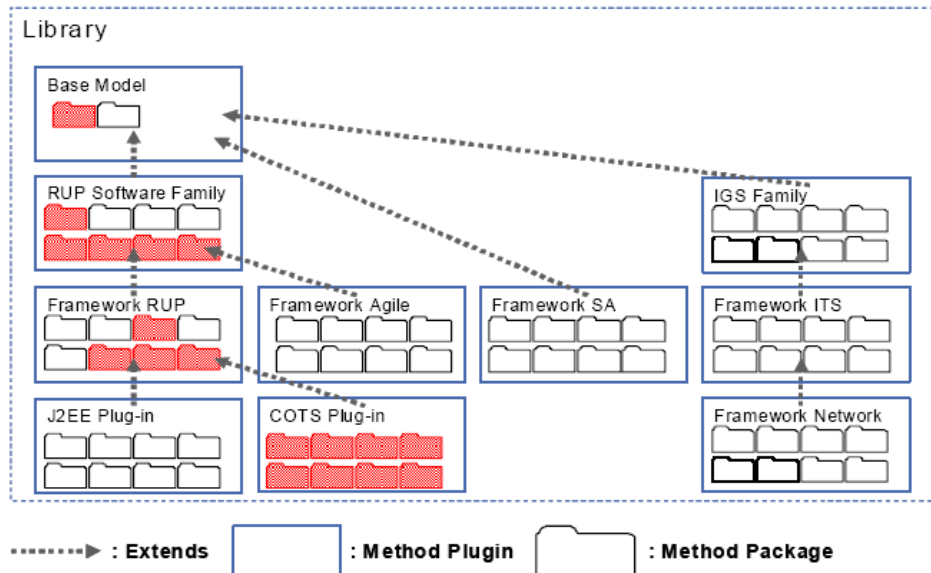 Library
Base Model
RUP Software Family
IGS Family
Framework RUP
Framework Agile
Framework SA
Framework ITS
J2EE Plug-in
COTS Plug-in
Framework Network
: Extends
: Method Plugin
: Method Package